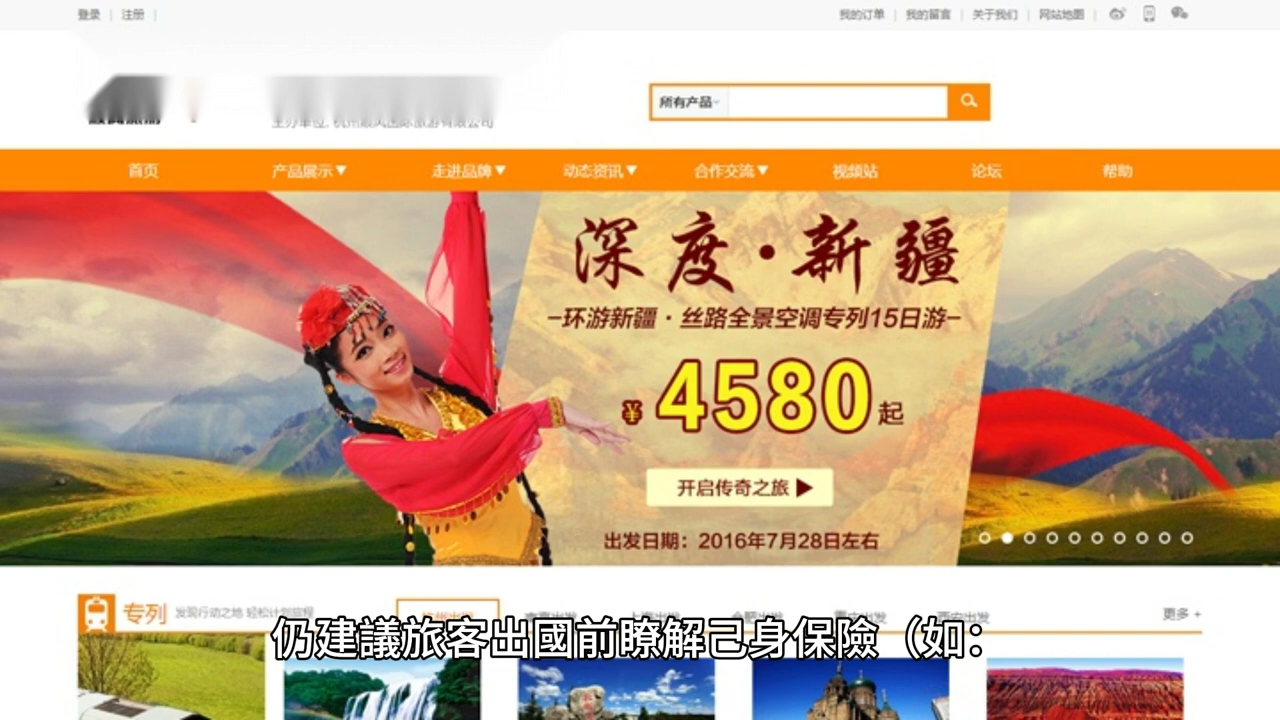 登录 | 注册 |
我的订单 | 我的留言 | 关于我们 | 网站地图 |
所有产品
首页 产品展示▼ 走进品牌▼ 动态资讯▼ 合作交流▼ 视频站 论坛 帮助
深度·新疆
—环游新疆·丝路全景空调专列15日游—
¥4580起
开启传奇之旅▶
出发日期：2016年7月28日左右
专列 发现行动之地 轻松计划旅程
更多 +
仍建議旅客出國前瞭解己身保險（如：